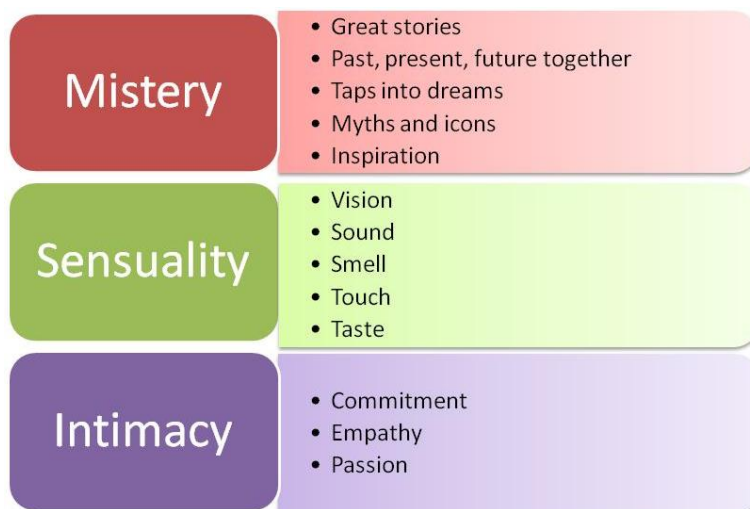 Mistery
• Great stories
• Past, present, future together
• Taps into dreams
• Myths and icons
• Inspiration
Sensuality
• Vision
• Sound
• Smell
• Touch
• Taste
Intimacy
• Commitment
• Empathy
• Passion